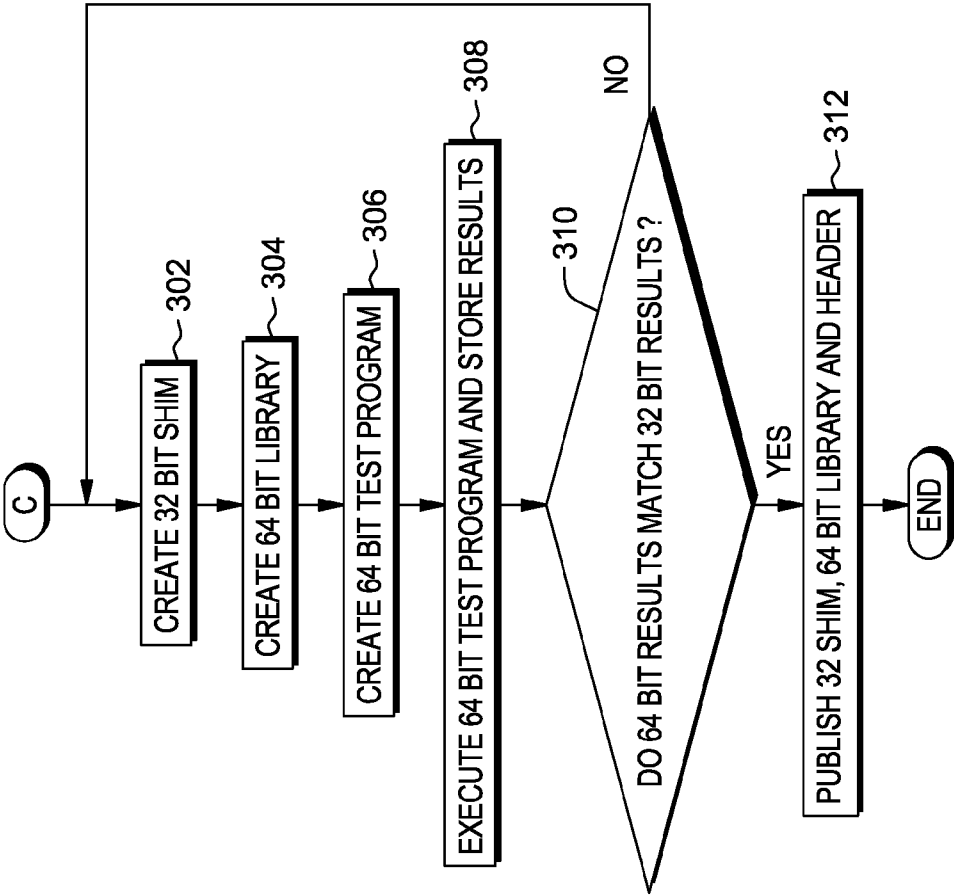 C
CREATE 32 BIT SHIM
302
CREATE 64 BIT LIBRARY
304
CREATE 64 BIT TEST PROGRAM
306
EXECUTE 64 BIT TEST PROGRAM AND STORE RESULTS
308
310
DO 64 BIT RESULTS MATCH 32 BIT RESULTS ?
NO
YES
PUBLISH 32 SHIM, 64 BIT LIBRARY AND HEADER
312
END